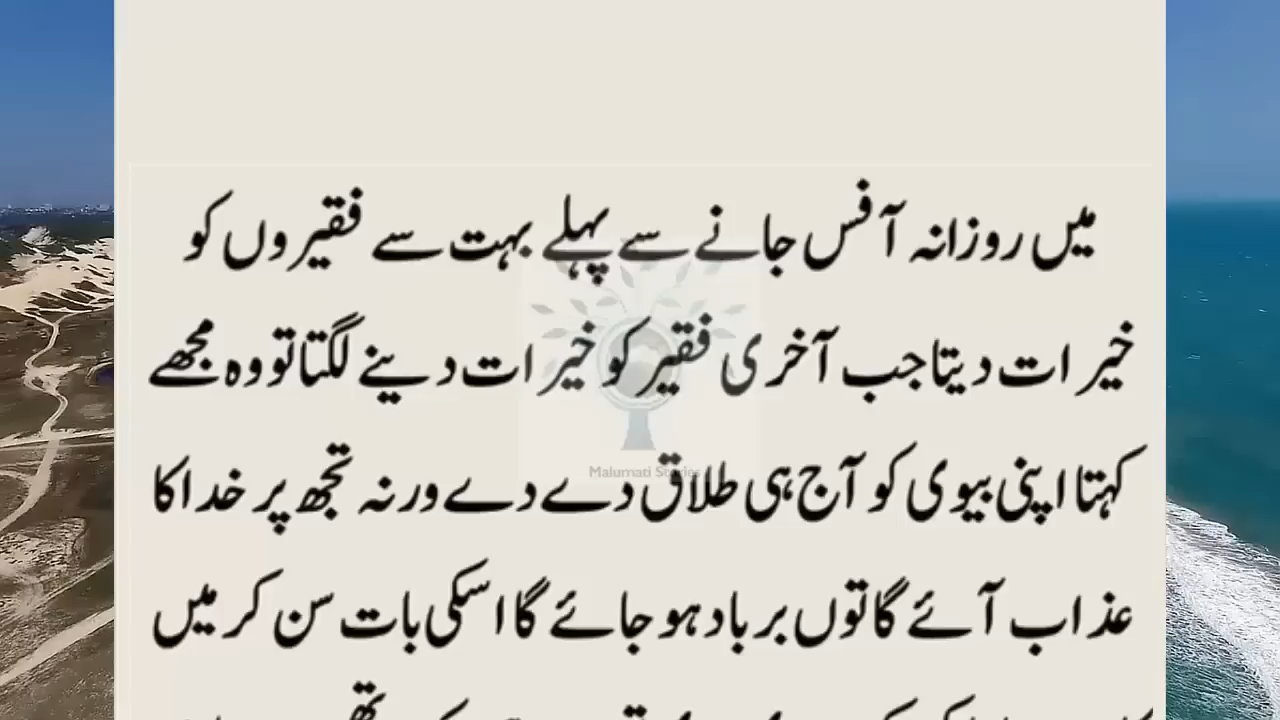 میں روزانہ آفس جانے سے پہلے بہت سے فقیروں کو
خیرات دیتا جب آخری فقیر کو خیرات دینے لگتا تو وہ مجھے
کہتا اپنی بیوی کو آج ہی طلاق دے دے ورنہ تجھ پر خدا کا
عذاب آئے گا توں برباد ہو جائے گا اسکی بات سن کر میں
Malumati Stories